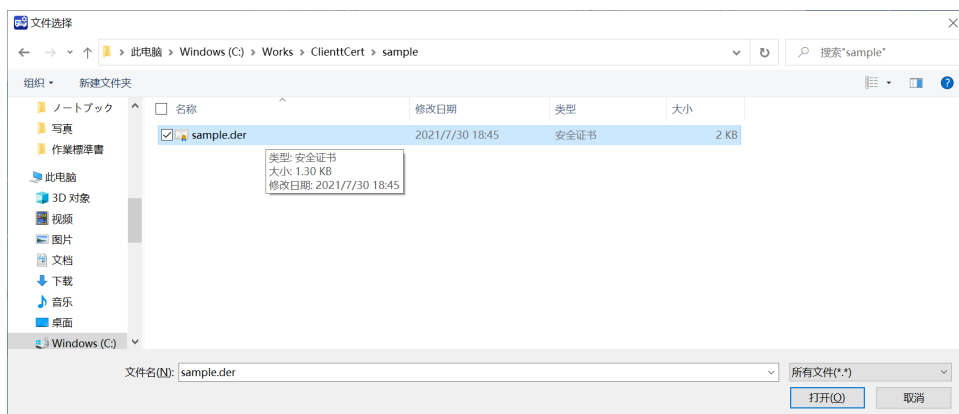 文件选择
此电脑 > Windows (C:) > Works > ClienttCert > sample
搜索"sample"
组织 新建文件夹
名称 修改日期 类型 大小
ノートブック
写真
作業標準書
此电脑
3D 对象
视频
图片
文档
下载
音乐
桌面
Windows (C:)
sample.der 2021/7/30 18:45 安全证书 2 KB
类型: 安全证书
大小: 1.30 KB
修改日期: 2021/7/30 18:45
文件名(N): sample.der 所有文件(*.*)
打开(O) 取消